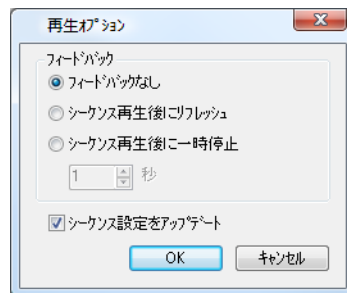 再生ｵﾌﾟｼｮﾝ
ﾌｨｰﾄﾞﾊﾞｯｸ
ﾌｨｰﾄﾞﾊﾞｯｸなし
ｼｰｹﾝｽ再生後にﾘﾌﾚｯｼｭ
ｼｰｹﾝｽ再生後に一時停止
1 秒
ｼｰｹﾝｽ設定をｱｯﾌﾟﾃﾞｰﾄ
OK ｷｬﾝｾﾙ